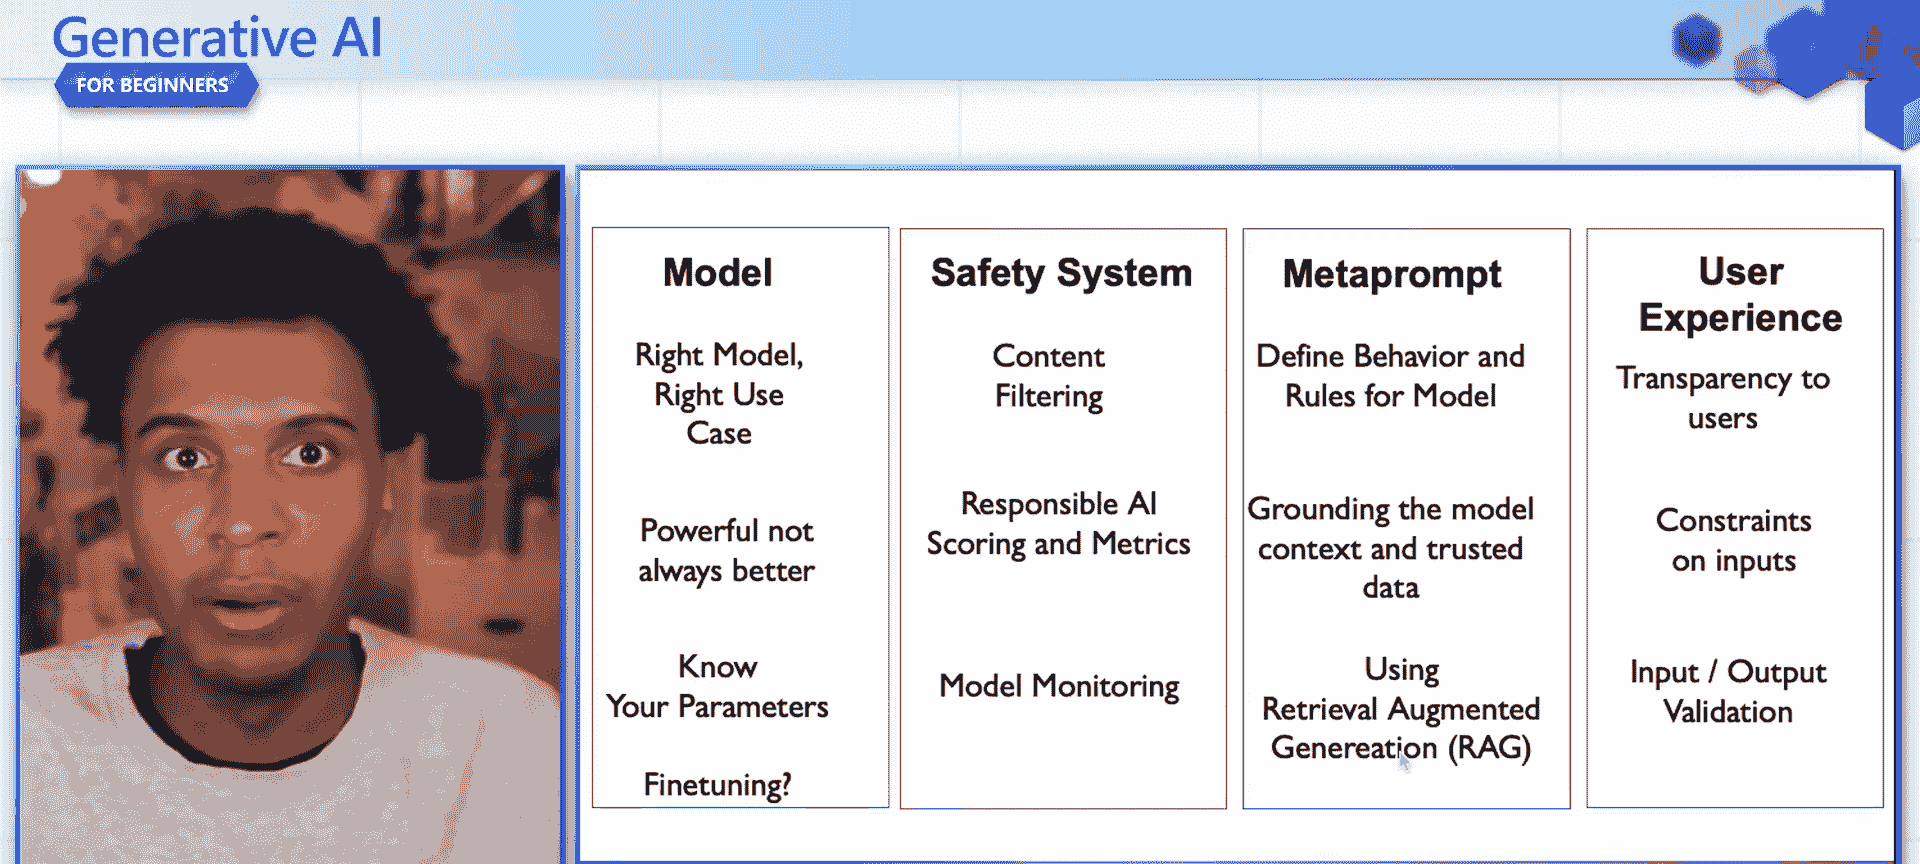 Generative AI
FOR BEGINNERS
Model
Right Model,
Right Use
Case
Powerful not
always better
Know
Your Parameters
Finetuning?
Safety System
Content
Filtering
Responsible AI
Scoring and Metrics
Model Monitoring
Metaprompt
Define Behavior and
Rules for Model
Grounding the model
context and trusted
data
Using
Retrieval Augmented
Genereation (RAG)
User
Experience
Transparency to
users
Constraints
on inputs
Input / Output
Validation